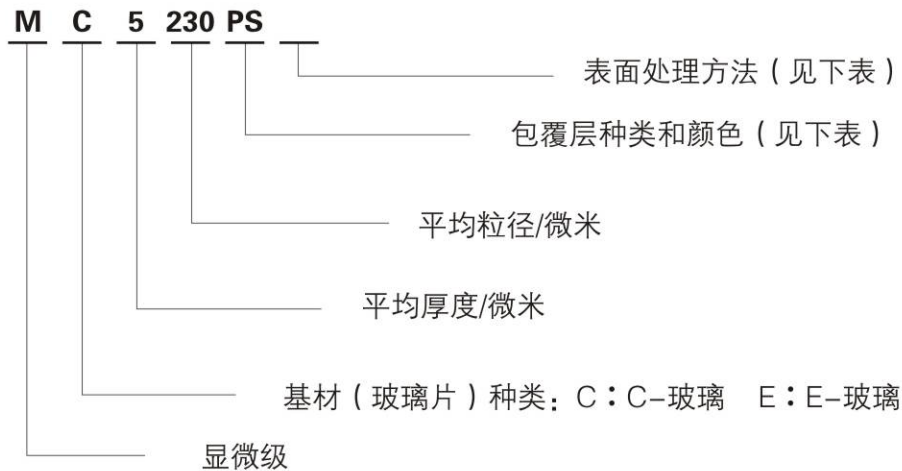 M C 5 230 PS
表面处理方法（见下表）
包覆层种类和颜色（见下表）
平均粒径/微米
平均厚度/微米
基材（玻璃片）种类：C：C-玻璃 E：E-玻璃
显微级